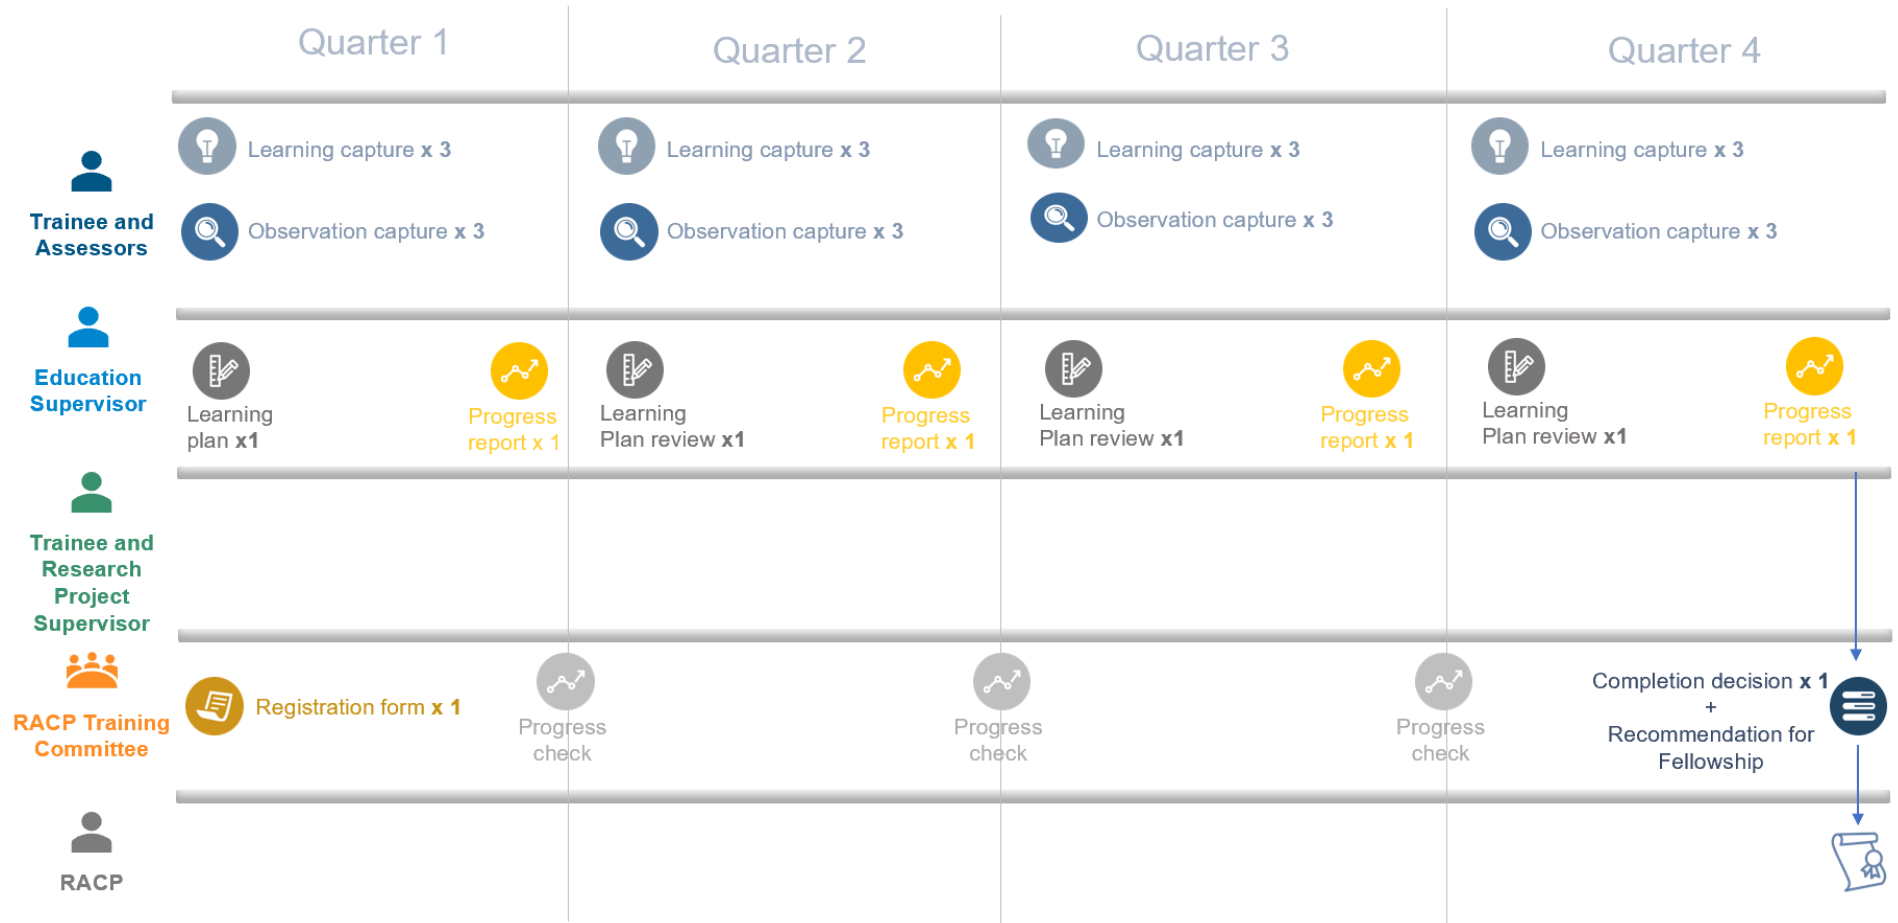 Quarter 1
Quarter 2
Quarter 3
Quarter 4
Trainee and
Assessors
Learning capture x 3
Observation capture x 3
Learning capture x 3
Observation capture x 3
Learning capture x 3
Observation capture x 3
Learning capture x 3
Observation capture x 3
Education
Supervisor
Learning
plan x1
Progress
report x 1
Learning
Plan review x1
Progress
report x 1
Learning
Plan review x1
Progress
report x 1
Learning
Plan review x1
Progress
report x 1
Trainee and
Research
Project
Supervisor
RACP Training
Committee
Registration form x 1
Progress
check
Progress
check
Progress
check
Completion decision x 1
+
Recommendation for
Fellowship
RACP